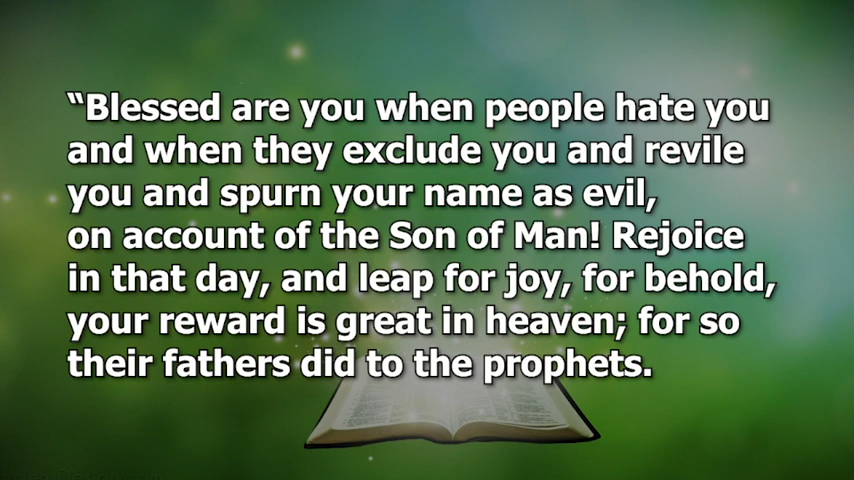 “Blessed are you when people hate you
and when they exclude you and revile
you and spurn your name as evil,
on account of the Son of Man! Rejoice
in that day, and leap for joy, for behold,
your reward is great in heaven; for so
their fathers did to the prophets.